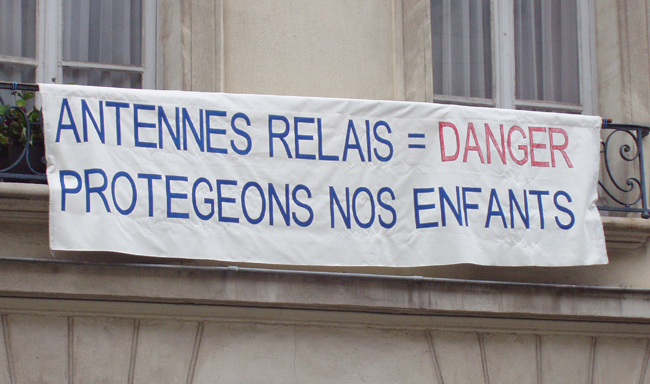 ANTENNES RELAIS = DANGER
PROTEGEONS NOS ENFANTS